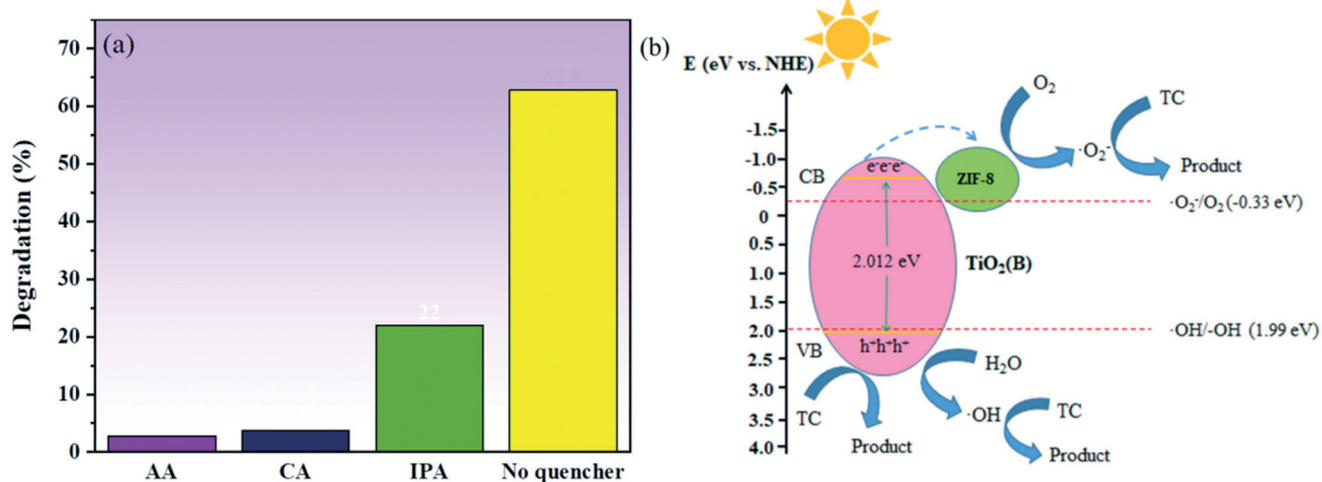 (a)
70
60
50
40
30
20
10
0
Degradation (%)
62.8
22
AA CA IPA No quencher
(b)
E (eV vs. NHE)
-1.5
-1.0
-0.5
0
0.5
1.0
1.5
2.0
2.5
3.0
3.5
4.0
CB
VB
e⁻e⁻e⁻
ZIF-8
O₂
TC
·O₂⁻
Product
·O₂⁻/O₂ (-0.33 eV)
2.012 eV
TiO₂(B)
·OH/-OH (1.99 eV)
h⁺h⁺h⁺
H₂O
TC
·OH
TC
Product
Product